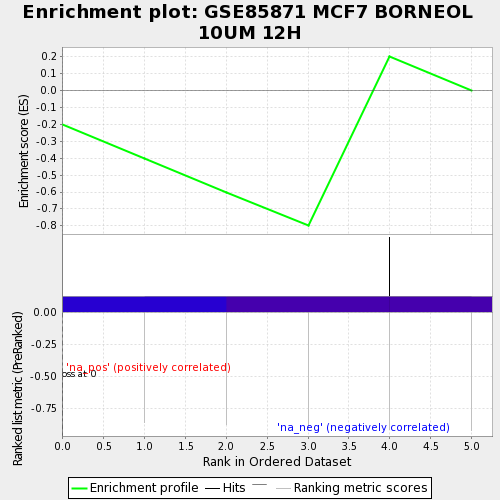 Enrichment plot: GSE85871 MCF7 BORNEOL
10UM 12H
Enrichment score (ES)
0.2
0.1
0.0
-0.1
-0.2
-0.3
-0.4
-0.5
-0.6
-0.7
-0.8
Ranked list metric (PreRanked)
0.00
-0.25
-0.50
-0.75
'na_pos' (positively correlated)
oss at 0
'na_neg' (negatively correlated)
0.0 0.5 1.0 1.5 2.0 2.5 3.0 3.5 4.0 4.5 5.0
Rank in Ordered Dataset
Enrichment profile Hits Ranking metric scores